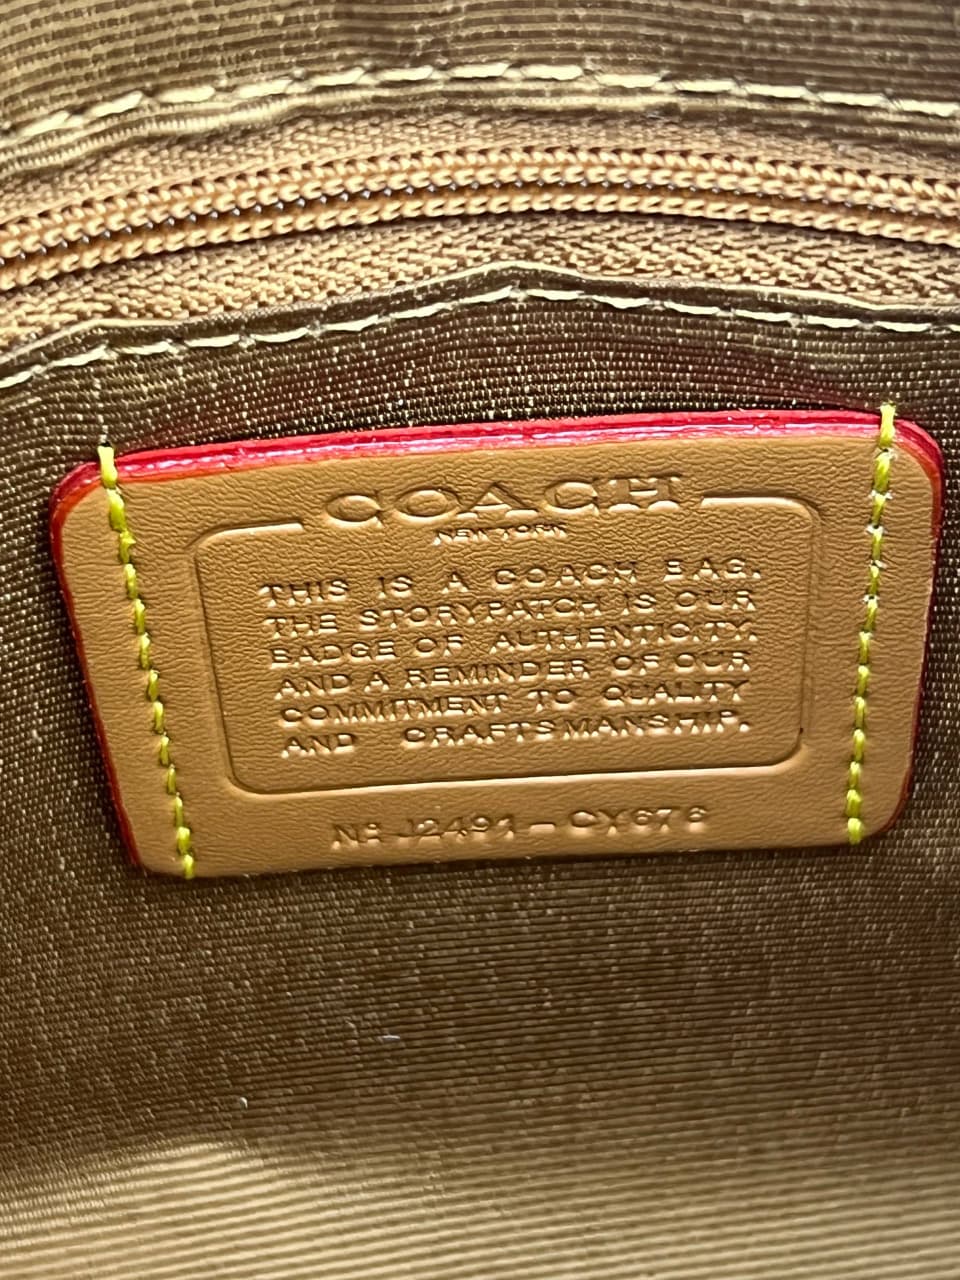 COACH
NEW YORK
THIS IS A COACH BAG.
THE STORYPATCH IS OUR
BADGE OF AUTHENTICITY,
AND A REMINDER OF OUR
COMMITMENT TO QUALITY
AND CRAFTSMANSHIP.
Nº J2491-CY676